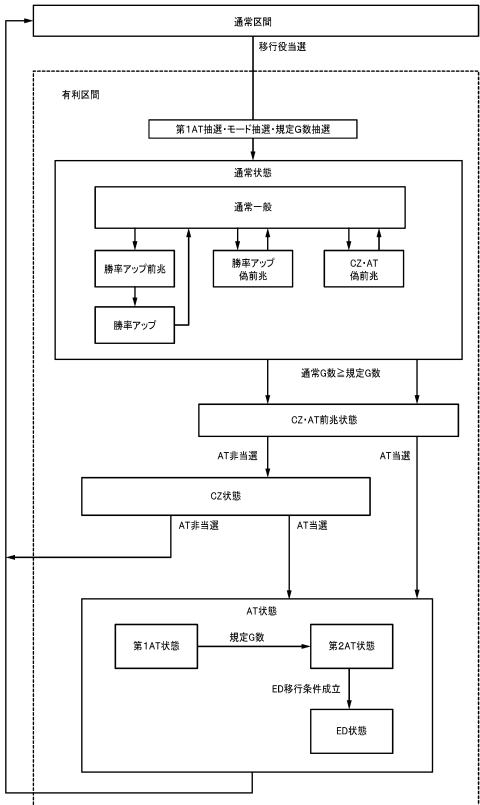 通常区間
移行役当選
有利区間
第1AT抽選・モード抽選・規定G数抽選
通常状態
通常一般
勝率アップ前兆
勝率アップ
偽前兆
CZ・AT
偽前兆
勝率アップ
通常G数≧規定G数
CZ・AT前兆状態
AT非当選
AT当選
CZ状態
AT非当選
AT当選
AT状態
第1AT状態
規定G数
第2AT状態
ED移行条件成立
ED状態